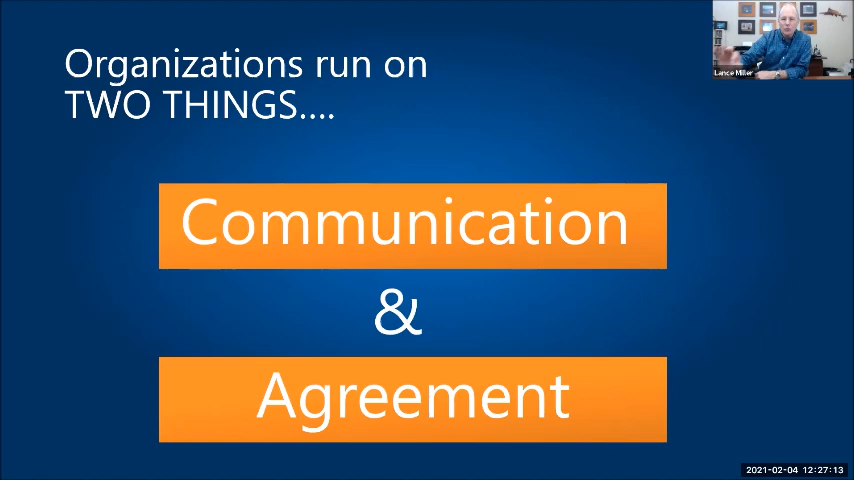 Organizations run on
TWO THINGS....
Lance Miller
Communication
&
Agreement
2021-02-04 12:27:13